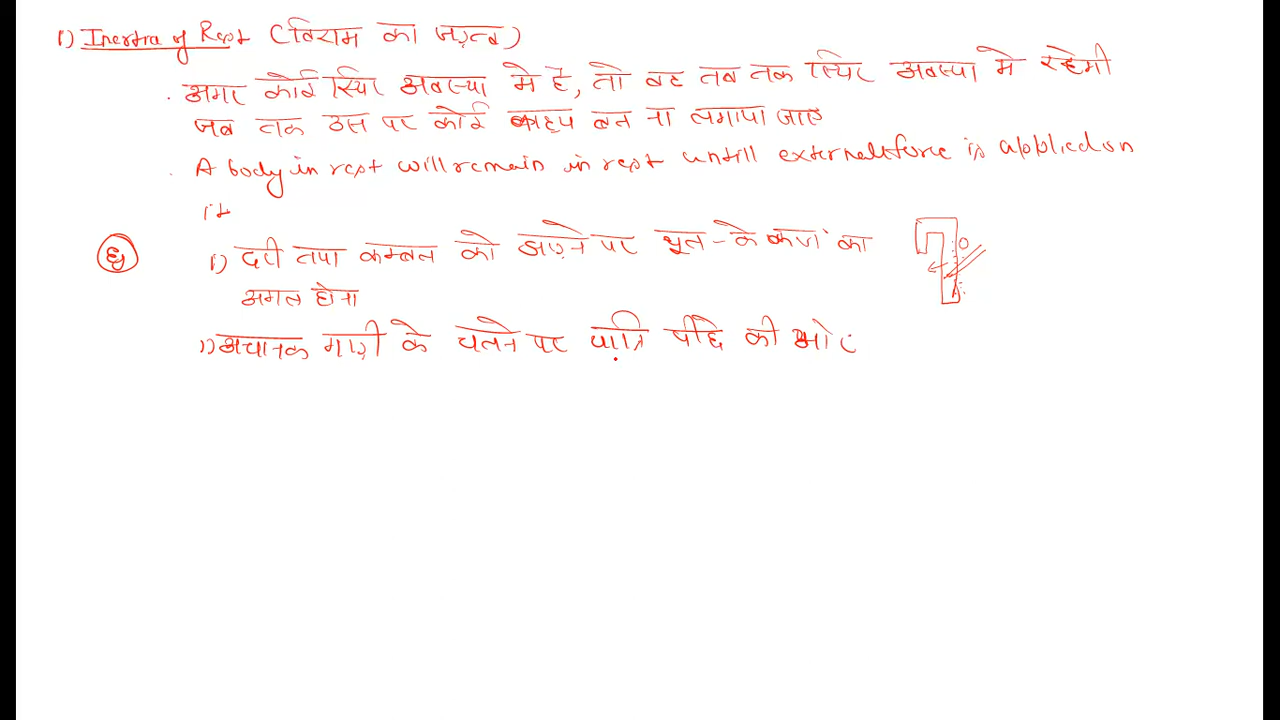 1) Inertia of Rest (विराम का जड़त्व)
. अगर कोई स्थिर अवस्था में है, तो वह तब तक स्थिर अवस्था मे रहेगी
जब तक उस पर कोई बाह्य बल ना लगाया जाए
. A body in rest will remain in rest untill external force is applied on
it
Eg i) दरी तथा कम्बल को झाड़ने पर धूल-के कणों का
अलग होना
ii) अचानक गाड़ी के चलने पर यात्रि पीछे की ओर